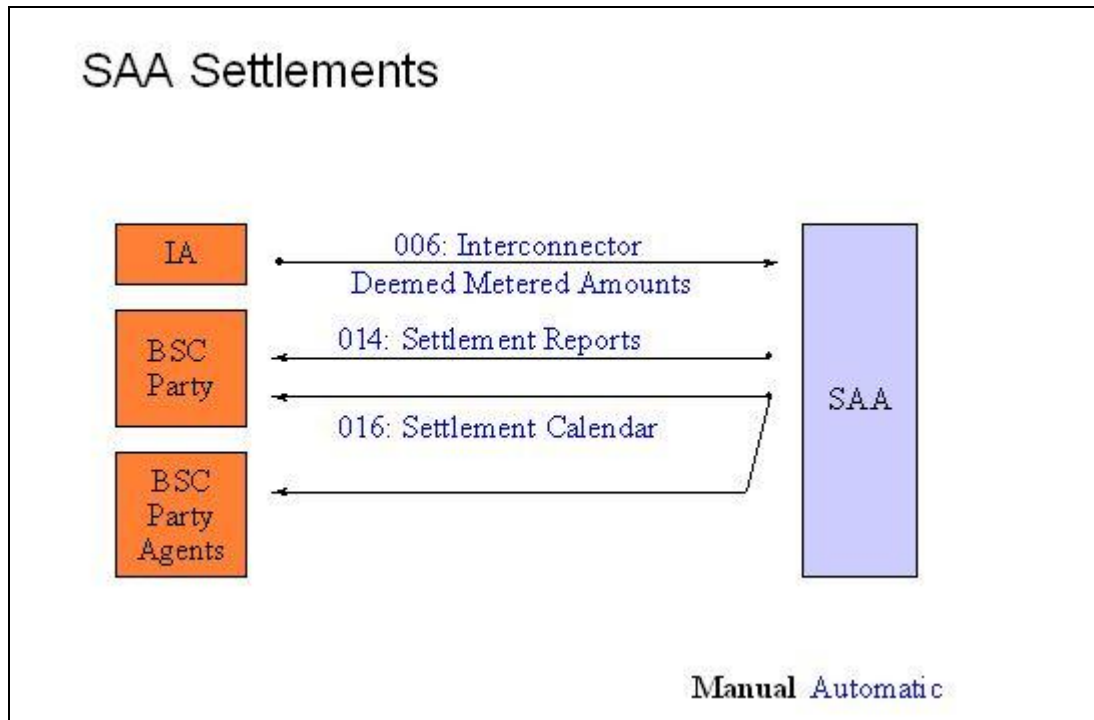 SAA Settlements
IA
006: Interconnector
Deemed Metered Amounts
BSC
Party
014: Settlement Reports
016: Settlement Calendar
SAA
BSC
Party
Agents
Manual Automatic